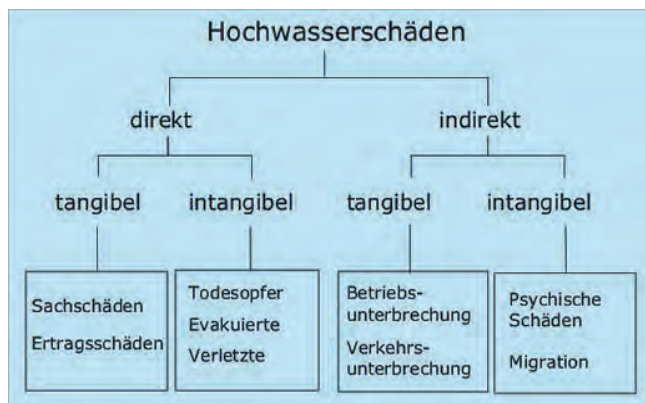 Hochwasserschäden
direkt
indirekt
tangibel
intangibel
tangibel
intangibel
Sachschäden
Ertragsschäden
Todesopfer
Evakuierte
Verletzte
Betriebs-
unterbrechung
Verkehrs-
unterbrechung
Psychische
Schäden
Migration